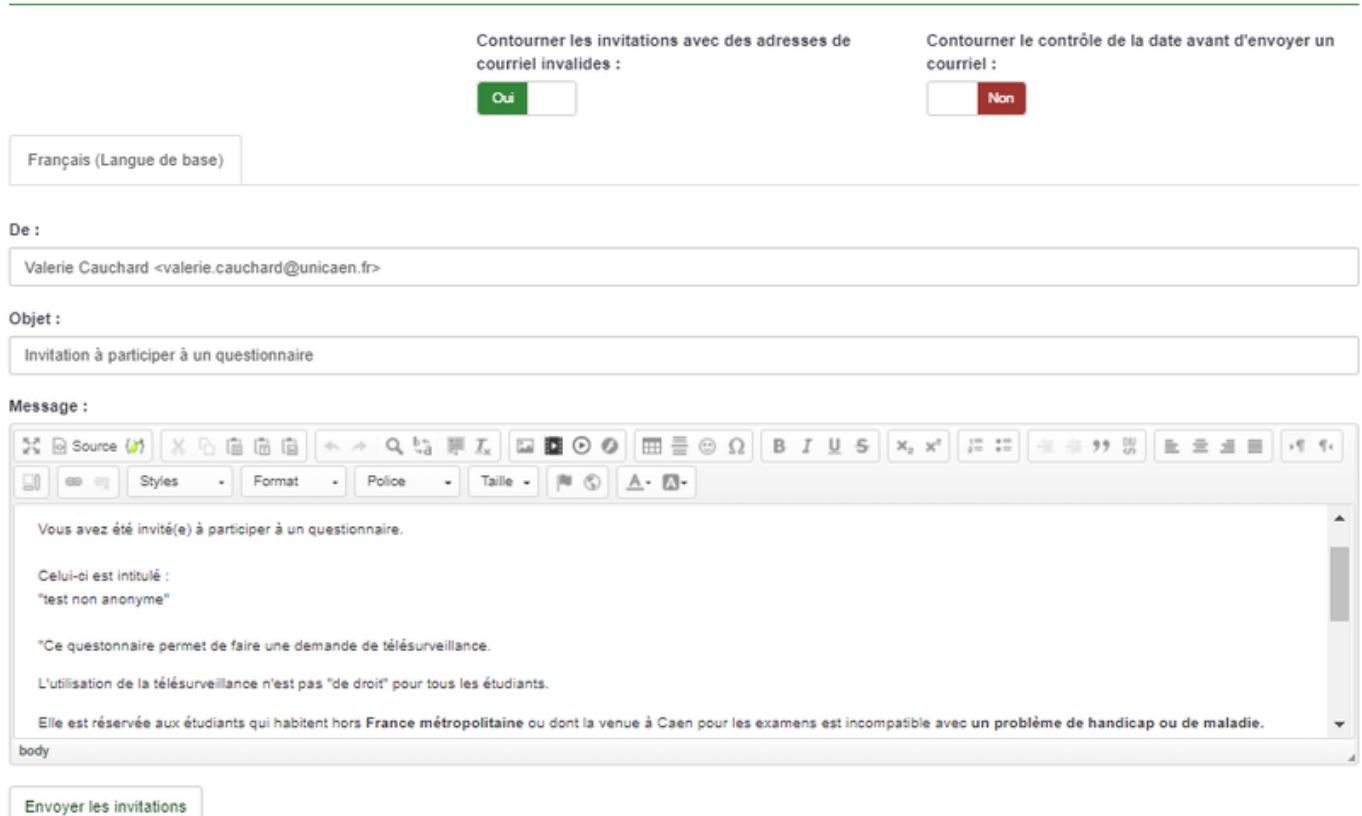 Contourner les invitations avec des adresses de
courriel invalides :
Oui
Contourner le contrôle de la date avant d'envoyer un
courriel :
Non
Français (Langue de base)
De :
Valerie Cauchard <valerie.cauchard@unicaen.fr>
Objet :
Invitation à participer à un questionnaire
Message :
Source
Styles
Format
Police
Taille
Vous avez été invité(e) à participer à un questionnaire.
Celui-ci est intitulé :
"test non anonyme"
"Ce questonnaire permet de faire une demande de télésurveillance.
L'utilisation de la télésurveillance n'est pas "de droit" pour tous les étudiants.
Elle est réservée aux étudiants qui habitent hors France métropolitaine ou dont la venue à Caen pour les examens est incompatible avec un problème de handicap ou de maladie.
body
Envoyer les invitations